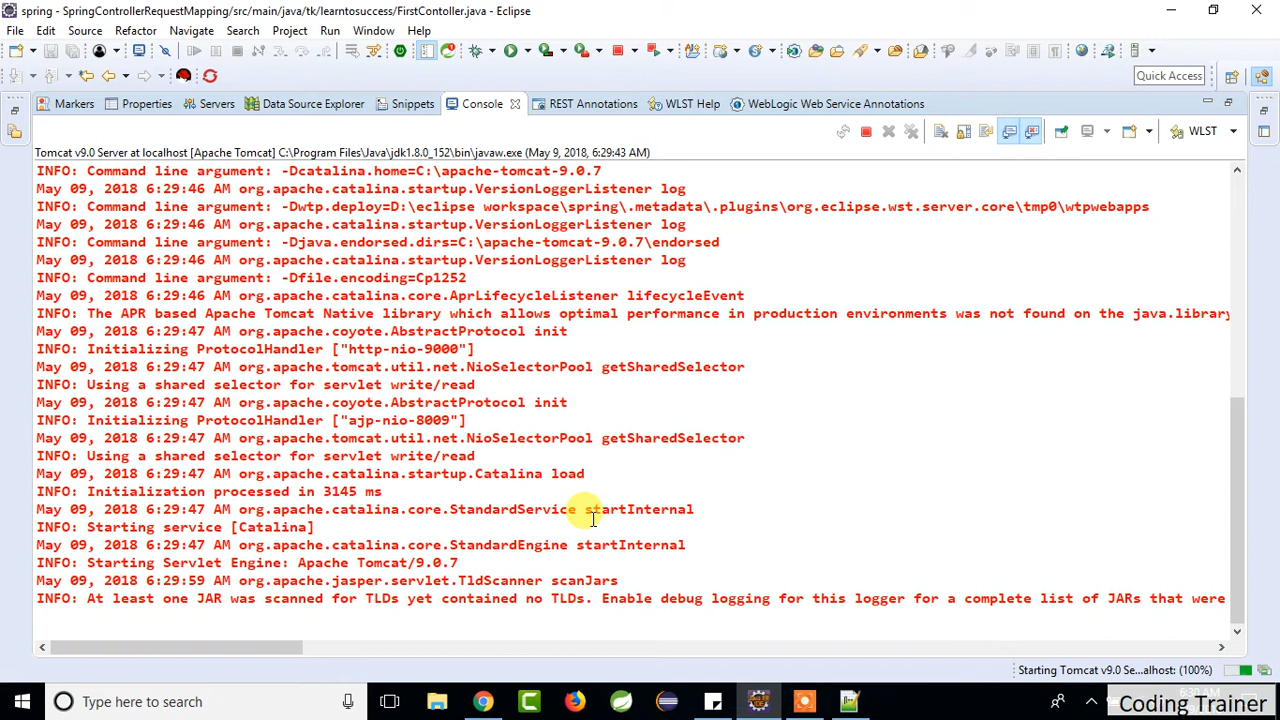 spring - SpringControllerRequestMapping/src/main/java/tk/learntosuccess/FirstContoller.java - Eclipse
File Edit Source Refactor Navigate Search Project Run Window Help
Quick Access
Markers Properties Servers Data Source Explorer Snippets Console REST Annotations WLST Help WebLogic Web Service Annotations
WLST
Tomcat v9.0 Server at localhost [Apache Tomcat] C:\Program Files\Java\jdk1.8.0_152\bin\javaw.exe (May 9, 2018, 6:29:43 AM)
INFO: Command line argument: -Dcatalina.home=C:\apache-tomcat-9.0.7
May 09, 2018 6:29:46 AM org.apache.catalina.startup.VersionLoggerListener log
INFO: Command line argument: -Dwtp.deploy=D:\eclipse workspace\spring\.metadata\.plugins\org.eclipse.wst.server.core\tmp0\wtpwebapps
May 09, 2018 6:29:46 AM org.apache.catalina.startup.VersionLoggerListener log
INFO: Command line argument: -Djava.endorsed.dirs=C:\apache-tomcat-9.0.7\endorsed
May 09, 2018 6:29:46 AM org.apache.catalina.startup.VersionLoggerListener log
INFO: Command line argument: -Dfile.encoding=Cp1252
May 09, 2018 6:29:46 AM org.apache.catalina.core.AprLifecycleListener lifecycleEvent
INFO: The APR based Apache Tomcat Native library which allows optimal performance in production environments was not found on the java.library
May 09, 2018 6:29:47 AM org.apache.coyote.AbstractProtocol init
INFO: Initializing ProtocolHandler ["http-nio-9000"]
May 09, 2018 6:29:47 AM org.apache.tomcat.util.net.NioSelectorPool getSharedSelector
INFO: Using a shared selector for servlet write/read
May 09, 2018 6:29:47 AM org.apache.coyote.AbstractProtocol init
INFO: Initializing ProtocolHandler ["ajp-nio-8009"]
May 09, 2018 6:29:47 AM org.apache.tomcat.util.net.NioSelectorPool getSharedSelector
INFO: Using a shared selector for servlet write/read
May 09, 2018 6:29:47 AM org.apache.catalina.startup.Catalina load
INFO: Initialization processed in 3145 ms
May 09, 2018 6:29:47 AM org.apache.catalina.core.StandardService startInternal
INFO: Starting service [Catalina]
May 09, 2018 6:29:47 AM org.apache.catalina.core.StandardEngine startInternal
INFO: Starting Servlet Engine: Apache Tomcat/9.0.7
May 09, 2018 6:29:59 AM org.apache.jasper.servlet.TldScanner scanJars
INFO: At least one JAR was scanned for TLDs yet contained no TLDs. Enable debug logging for this logger for a complete list of JARs that were
Starting Tomcat v9.0 Se...alhost: (100%)
Type here to search
6:30 AM
Coding Trainer